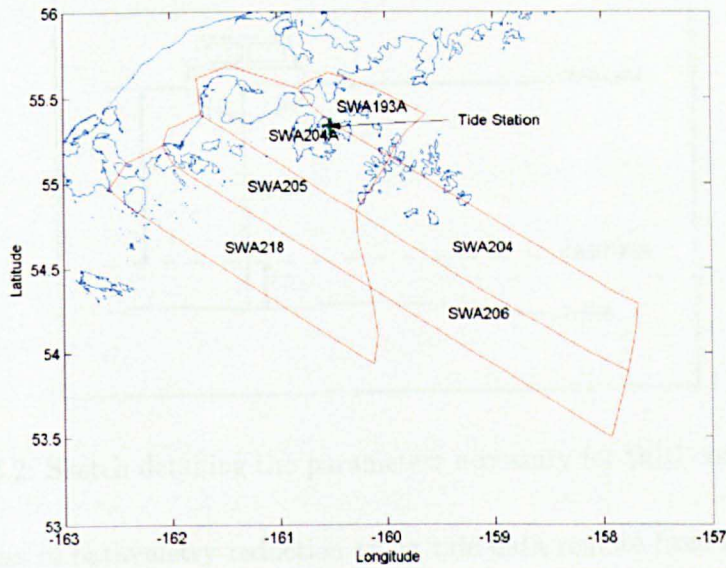 56
55.5
55
54.5
54
53.5
53
Latitude
SWA193A
Tide Station
SWA204A
SWA205
SWA218
SWA204
SWA206
-163
-162
-161
-160
-159
-158
-157
Longitude